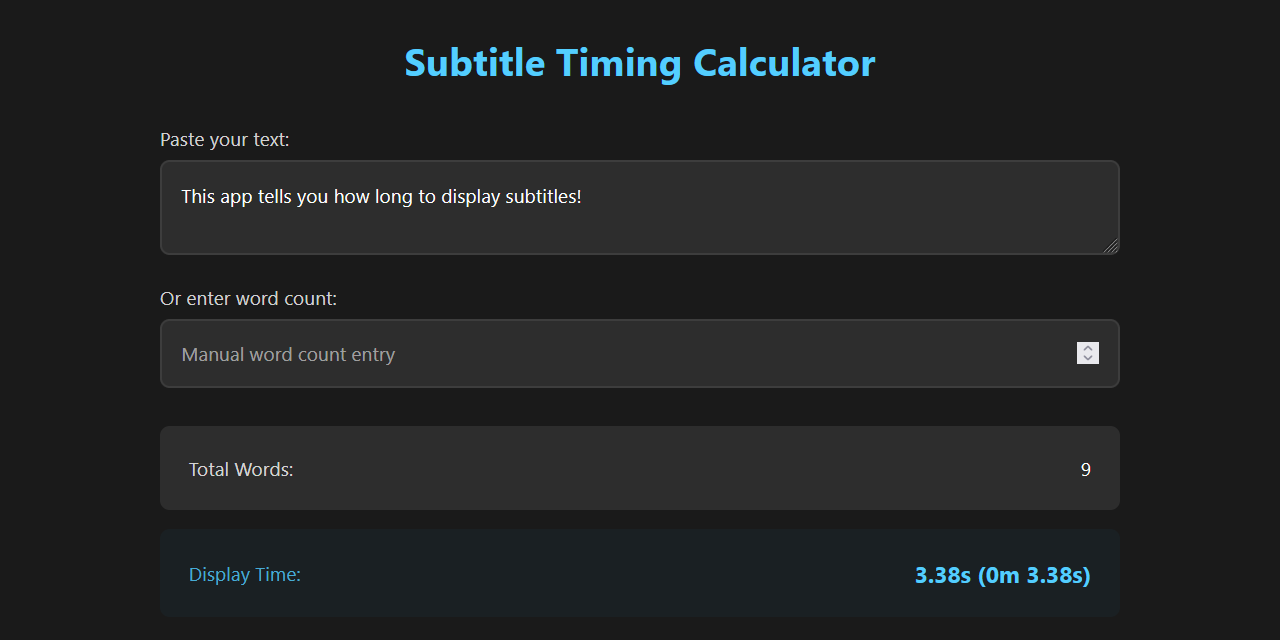 Subtitle Timing Calculator
Paste your text:
This app tells you how long to display subtitles!
Or enter word count:
Manual word count entry
Total Words: 9
Display Time: 3.38s (0m 3.38s)